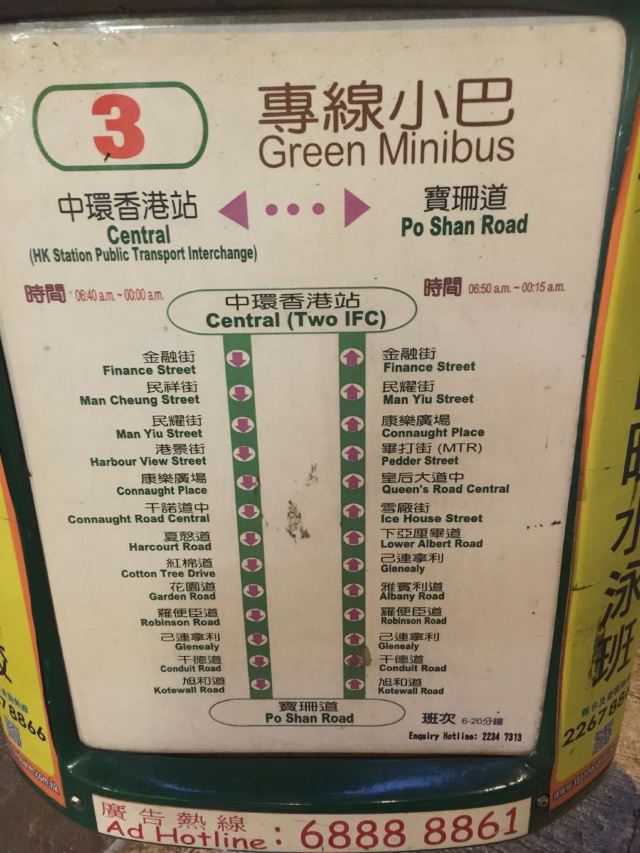 3
專線小巴
Green Minibus
中環香港站
Central
(HK Station Public Transport Interchange)
寶珊道
Po Shan Road
時間: 06:40 a.m. ~ 00:00 a.m.
時間: 06:50 a.m. ~ 00:15 a.m.
中環香港站
Central (Two IFC)
金融街
Finance Street
民祥街
Man Cheung Street
民耀街
Man Yiu Street
港景街
Harbour View Street
康樂廣場
Connaught Place
干諾道中
Connaught Road Central
夏慤道
Harcourt Road
紅棉道
Cotton Tree Drive
花園道
Garden Road
羅便臣道
Robinson Road
己連拿利
Glenealy
干德道
Conduit Road
旭和道
Kotewall Road
金融街
Finance Street
民耀街
Man Yiu Street
康樂廣場
Connaught Place
畢打街 (MTR)
Pedder Street
皇后大道中
Queen's Road Central
雪廠街
Ice House Street
下亞厘畢道
Lower Albert Road
己連拿利
Glenealy
雅賓利道
Albany Road
羅便臣道
Robinson Road
己連拿利
Glenealy
干德道
Conduit Road
旭和道
Kotewall Road
寶珊道
Po Shan Road
班次 6-20分鐘
Enquiry Hotline: 2234 7313
廣告熱線
Ad Hotline : 6888 8861
水泳班
2267 8
8866